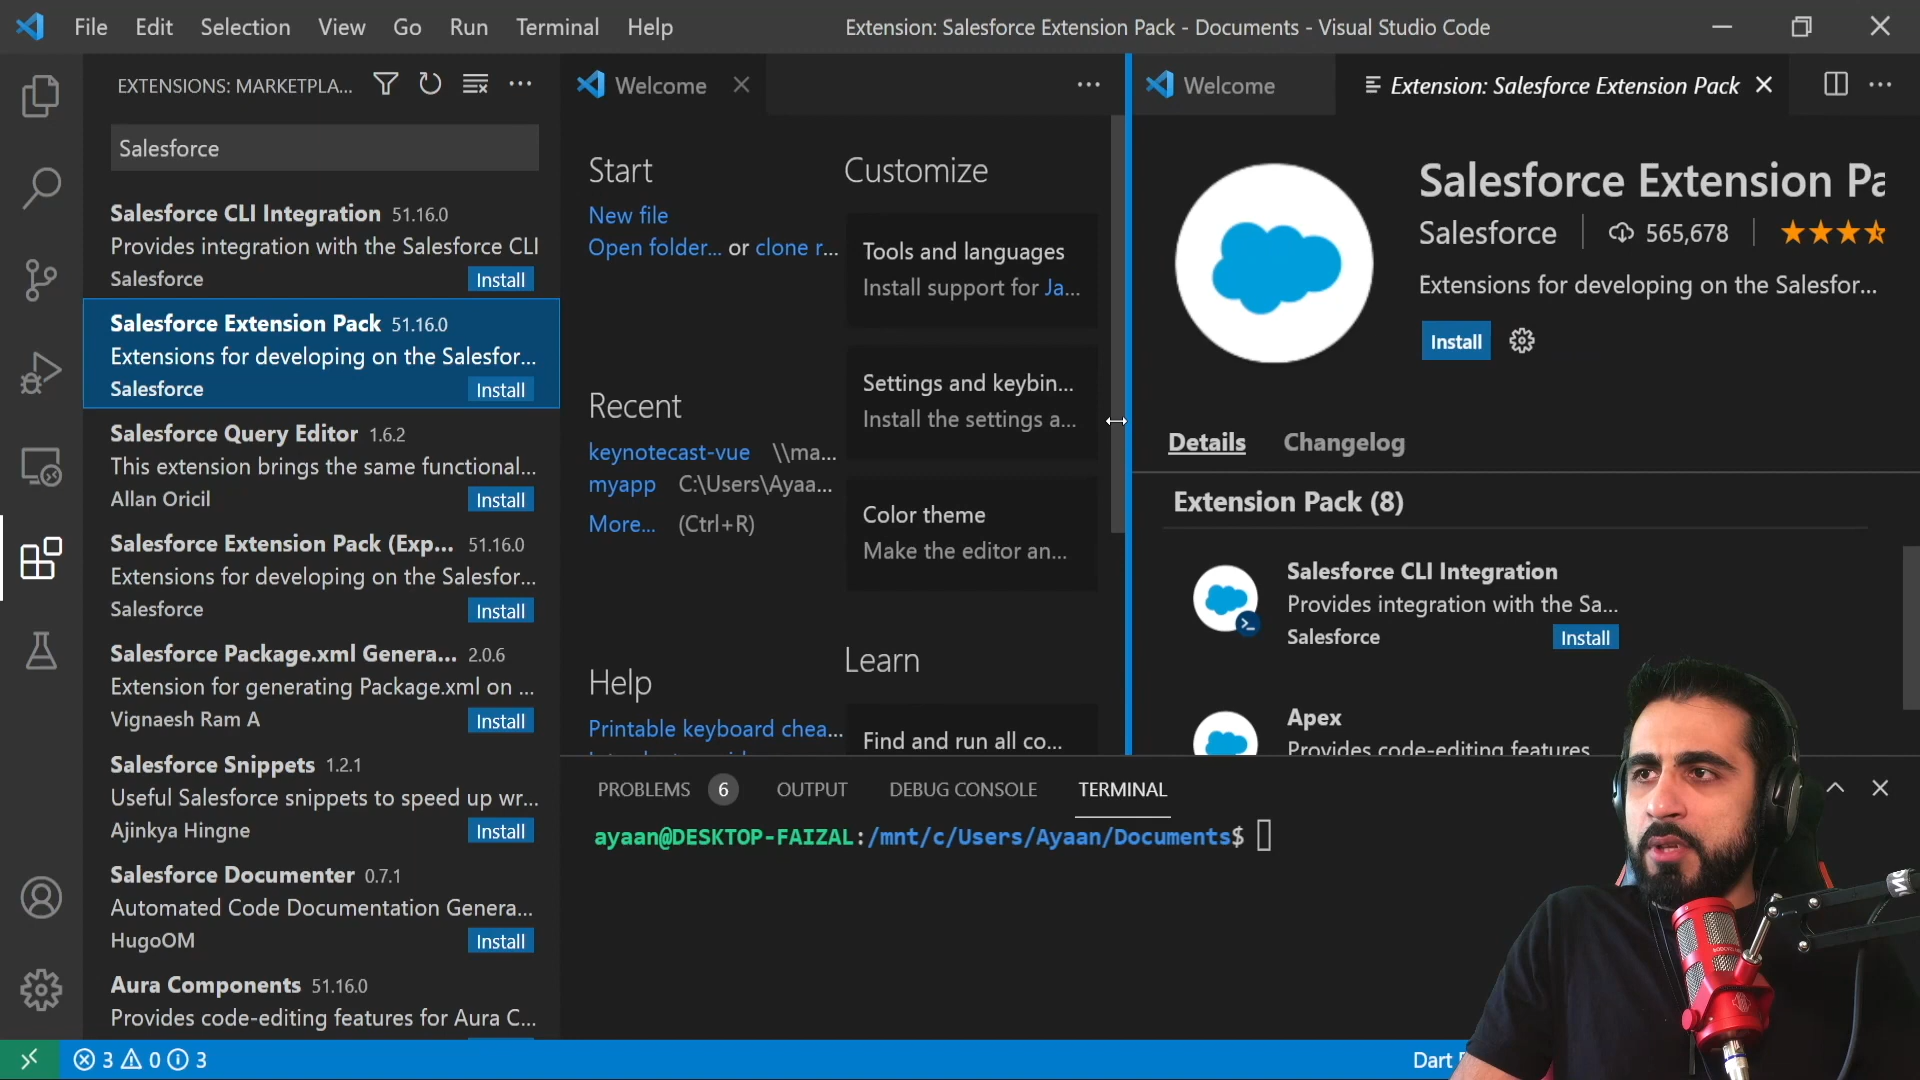 File Edit Selection View Go Run Terminal Help
Extension: Salesforce Extension Pack - Documents - Visual Studio Code
EXTENSIONS: MARKETPLA...
Salesforce
Salesforce CLI Integration 51.16.0
Provides integration with the Salesforce CLI
Salesforce
Install
Salesforce Extension Pack 51.16.0
Extensions for developing on the Salesfor...
Salesforce
Install
Salesforce Query Editor 1.6.2
This extension brings the same functional...
Allan Oricil
Install
Salesforce Extension Pack (Exp... 51.16.0
Extensions for developing on the Salesfor...
Salesforce
Install
Salesforce Package.xml Genera... 2.0.6
Extension for generating Package.xml on ...
Vignaesh Ram A
Install
Salesforce Snippets 1.2.1
Useful Salesforce snippets to speed up wr...
Ajinkya Hingne
Install
Salesforce Documenter 0.7.1
Automated Code Documentation Genera...
HugoOM
Install
Aura Components 51.16.0
Provides code-editing features for Aura C...
Welcome
Start
New file
Open folder... or clone r...
Recent
keynotecast-vue \\ma...
myapp C:\Users\Ayaa...
More... (Ctrl+R)
Help
Printable keyboard chea...
Customize
Tools and languages
Install support for Ja...
Settings and keybin...
Install the settings a...
Color theme
Make the editor an...
Learn
Find and run all co...
Welcome
Extension: Salesforce Extension Pack
Salesforce Extension Pa
Salesforce 565,678
Extensions for developing on the Salesfor...
Install
Details Changelog
Extension Pack (8)
Salesforce CLI Integration
Provides integration with the Sa...
Salesforce
Install
Apex
Provides code-editing features
PROBLEMS 6 OUTPUT DEBUG CONSOLE TERMINAL
ayaan@DESKTOP-FAIZAL:/mnt/c/Users/Ayaan/Documents$
3 0 3
Dart